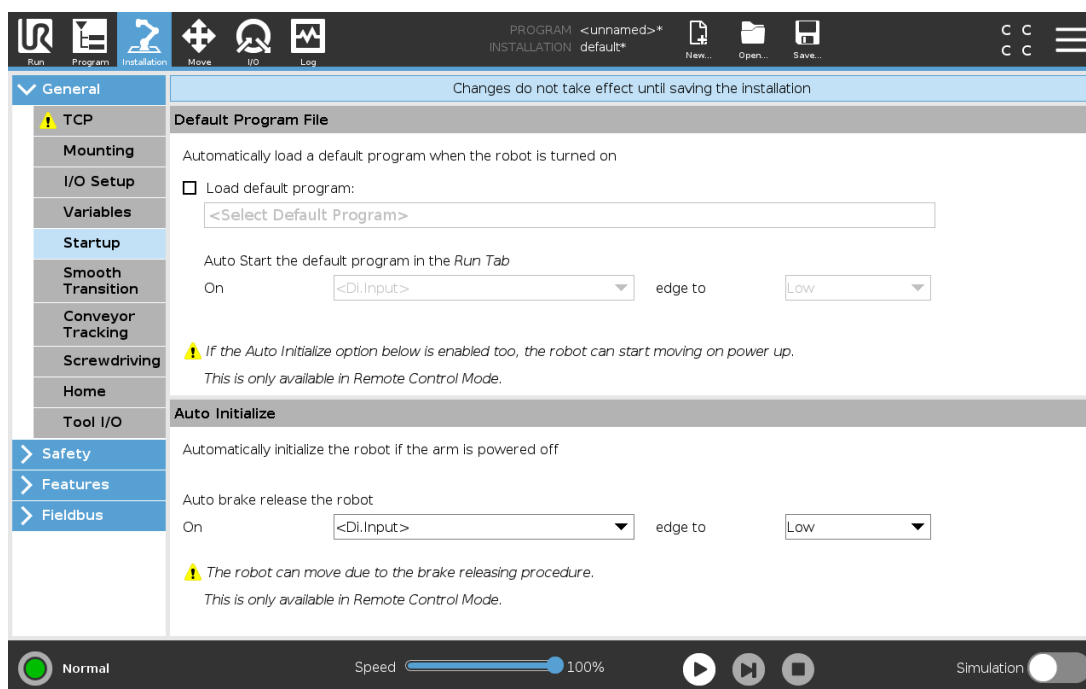 PROGRAM <unnamed>*
INSTALLATION default*
Run Program Installation Move I/O Log New... Open... Save...
C C
C C
General
TCP
Mounting
I/O Setup
Variables
Startup
Smooth
Transition
Conveyor
Tracking
Screwdriving
Home
Tool I/O
Safety
Features
Fieldbus
Changes do not take effect until saving the installation
Default Program File
Automatically load a default program when the robot is turned on
Load default program:
<Select Default Program>
Auto Start the default program in the Run Tab
On <Di.Input> edge to Low
If the Auto Initialize option below is enabled too, the robot can start moving on power up.
This is only available in Remote Control Mode.
Auto Initialize
Automatically initialize the robot if the arm is powered off
Auto brake release the robot
On <Di.Input> edge to Low
The robot can move due to the brake releasing procedure.
This is only available in Remote Control Mode.
Normal Speed 100% Simulation